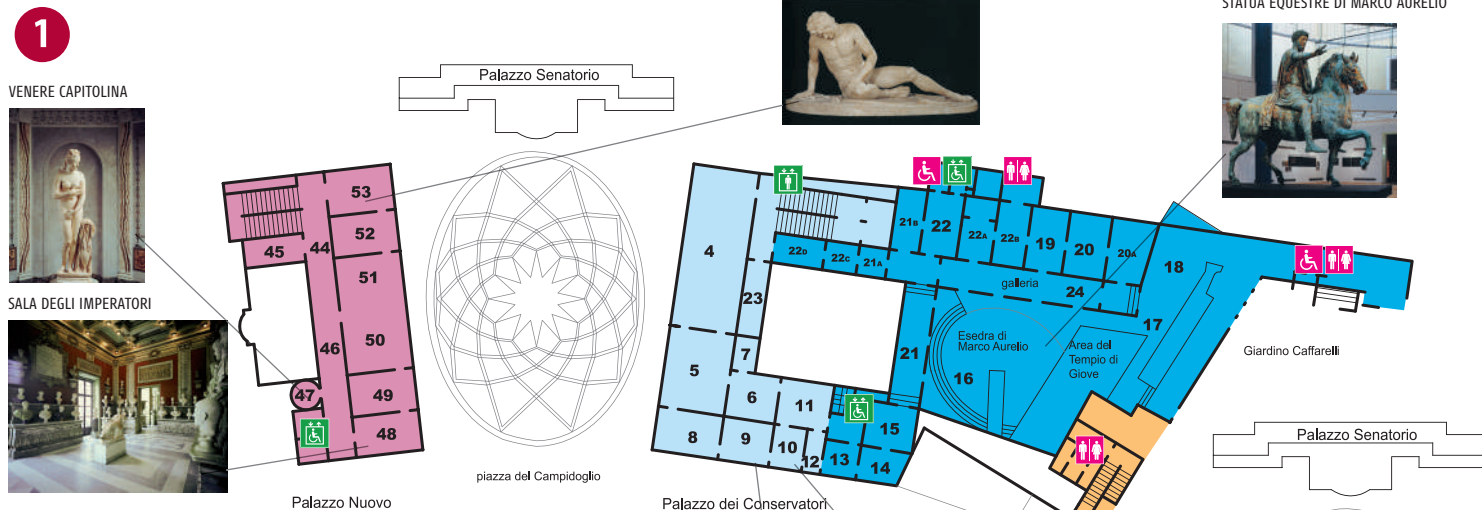 1
STATUA EQUESTRE DI MARCO AURELIO
VENERE CAPITOLINA
Palazzo Senatorio
SALA DEGLI IMPERATORI
53
52
45
44
51
46
50
47
49
48
Palazzo Nuovo
piazza del Campidoglio
4
21B
22
22A
22B
19
20
20A
18
22D
22C
21A
galleria
24
23
17
Esedra di
Marco Aurelio
Area del
Tempio di
Giove
Giardino Caffarelli
21
16
7
5
6
11
15
8
9
10
12
13
14
Palazzo dei Conservatori
Palazzo Senatorio